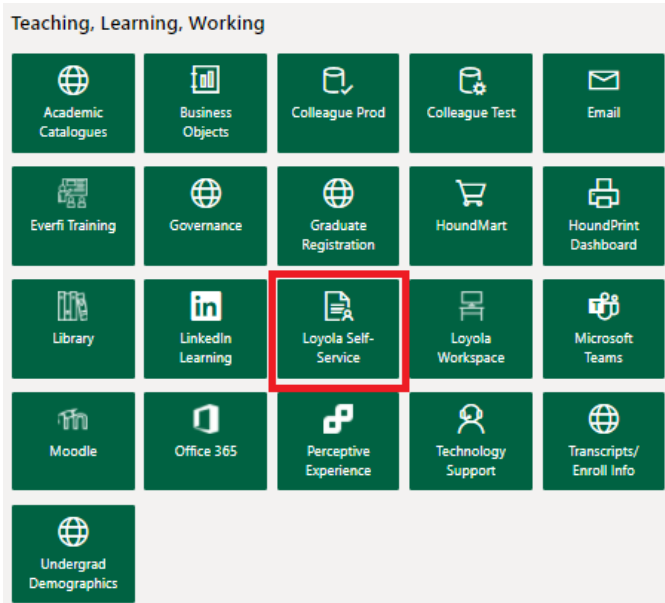 Teaching, Learning, Working
Academic
Catalogues
Business
Objects
Colleague Prod
Colleague Test
Email
Everfi Training
Governance
Graduate
Registration
HoundMart
HoundPrint
Dashboard
Library
in
LinkedIn
Learning
Loyola Self-
Service
Loyola
Workspace
T
Microsoft
Teams
m
Moodle
Office 365
Perceptive
Experience
Technology
Support
Transcripts/
Enroll Info
Undergrad
Demographics